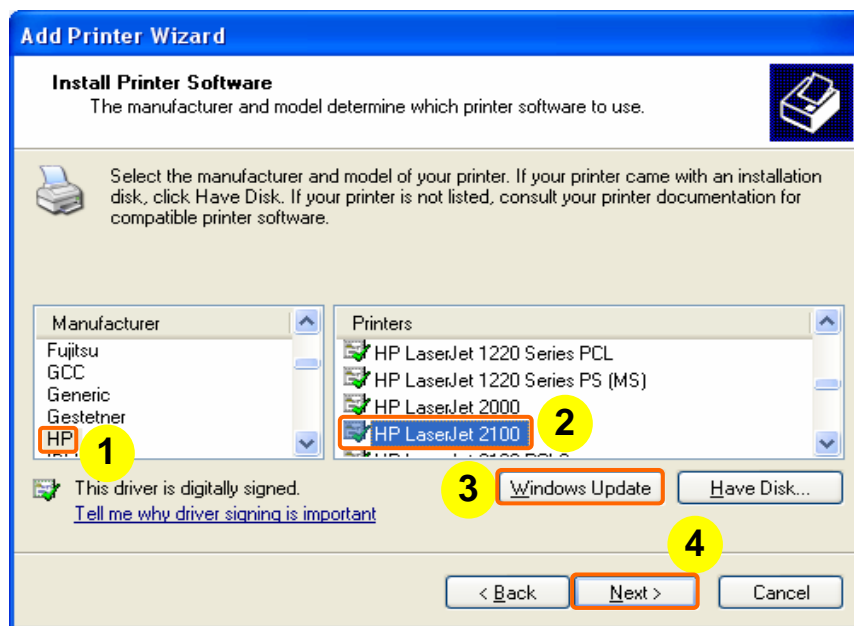 Add Printer Wizard
Install Printer Software
The manufacturer and model determine which printer software to use.
Select the manufacturer and model of your printer. If your printer came with an installation
disk, click Have Disk. If your printer is not listed, consult your printer documentation for
compatible printer software.
Manufacturer
Fujitsu
GCC
Generic
Gestetner
HP
1
Printers
HP LaserJet 1220 Series PCL
HP LaserJet 1220 Series PS (MS)
HP LaserJet 2000
HP LaserJet 2100
2
This driver is digitally signed.
Tell me why driver signing is important
3
Windows Update
Have Disk...
4
< Back
Next >
Cancel